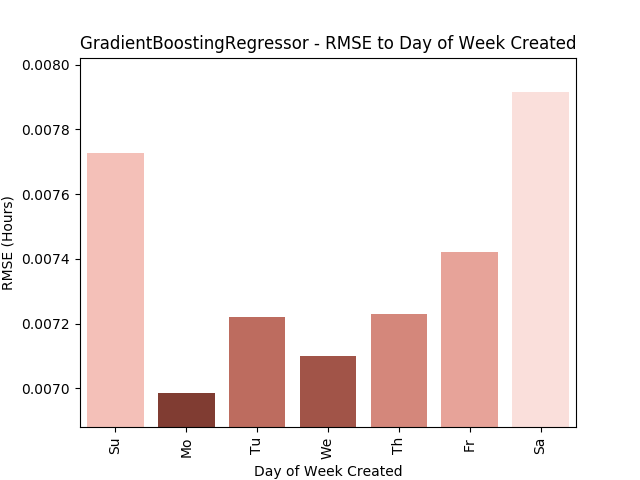 GradientBoostingRegressor - RMSE to Day of Week Created
0.0080
0.0078
0.0076
0.0074
0.0072
0.0070
RMSE (Hours)
Su
Mo
Tu
We
Th
Fr
Sa
Day of Week Created